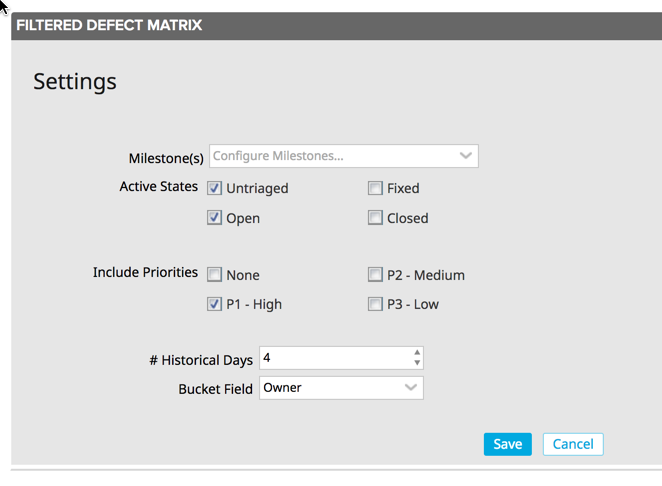 FILTERED DEFECT MATRIX
Settings
Milestone(s) Configure Milestones...
Active States Untriaged Fixed
Open Closed
Include Priorities None P2 - Medium
P1 - High P3 - Low
# Historical Days 4
Bucket Field Owner
Save Cancel